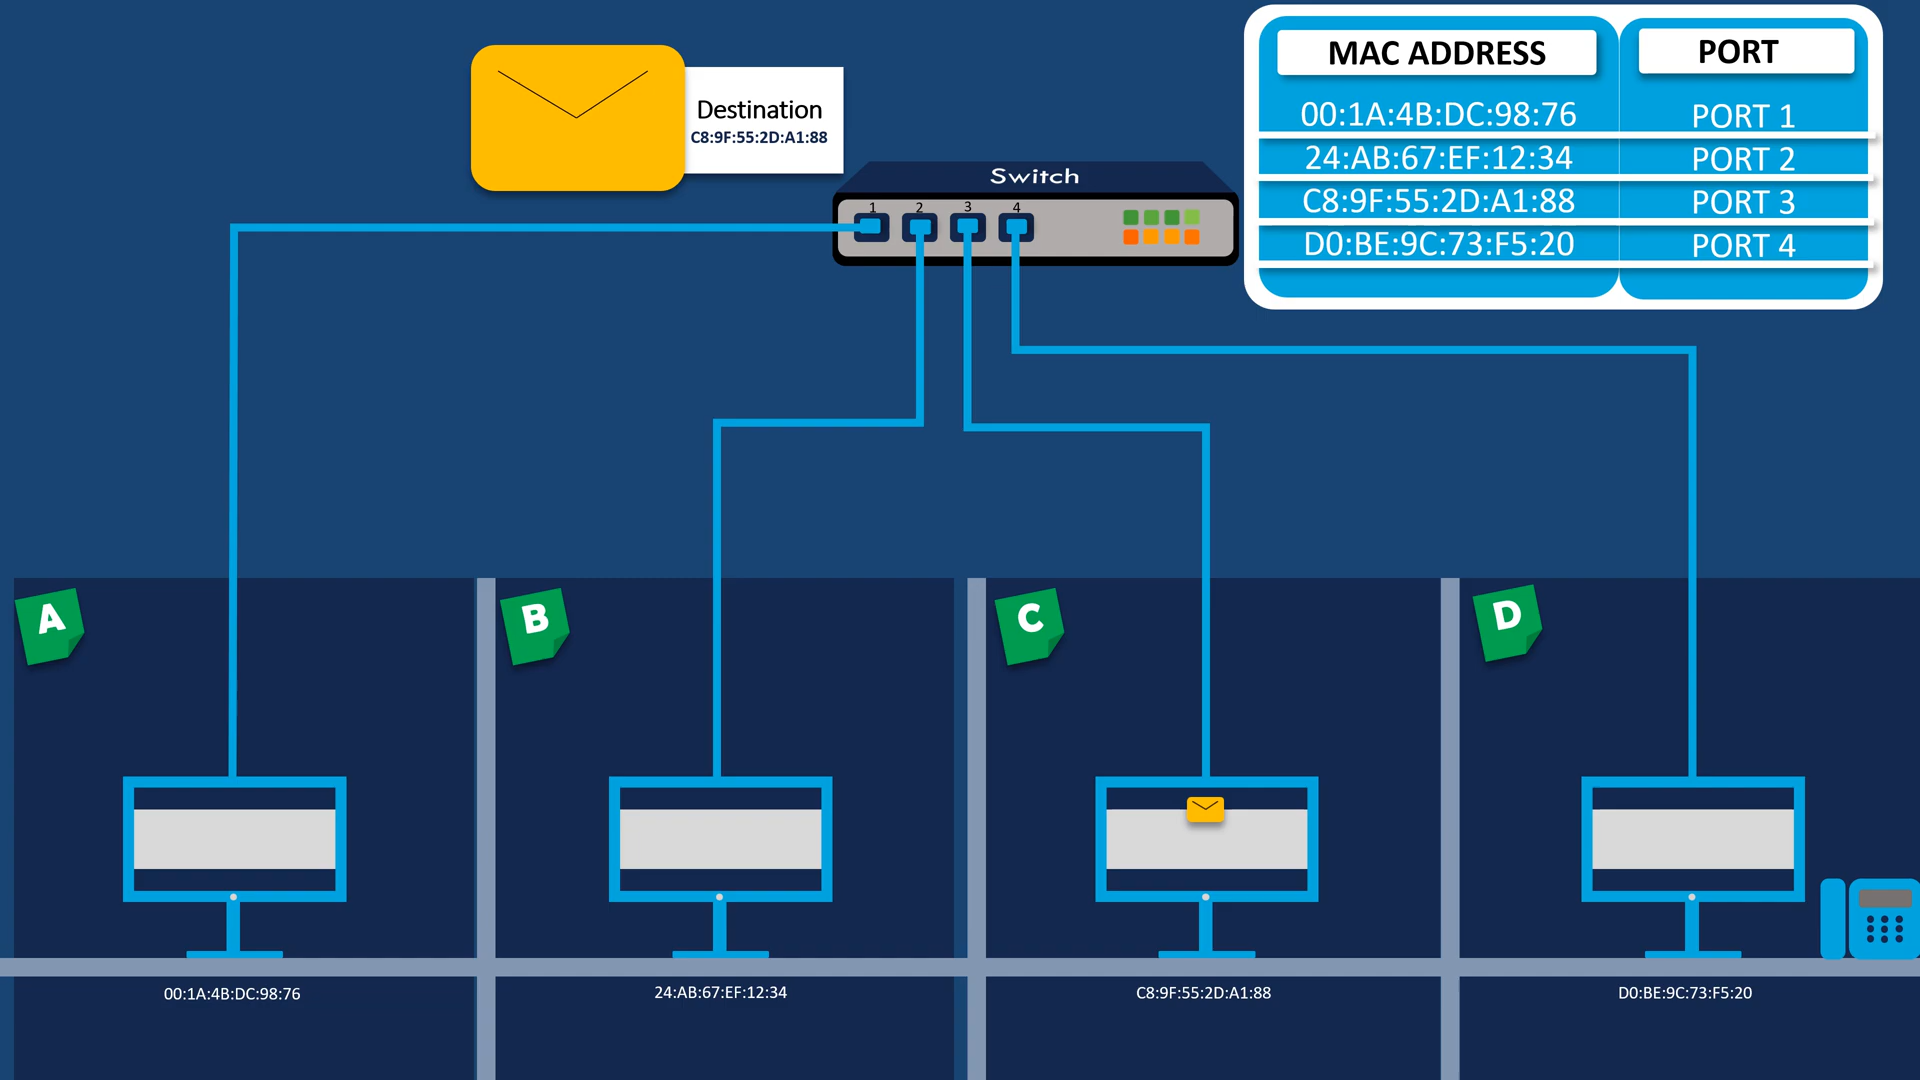 Destination
C8:9F:55:2D:A1:88
MAC ADDRESS PORT
00:1A:4B:DC:98:76 PORT 1
24:AB:67:EF:12:34 PORT 2
C8:9F:55:2D:A1:88 PORT 3
D0:BE:9C:73:F5:20 PORT 4
Switch
1 2 3 4
A B C D
00:1A:4B:DC:98:76 24:AB:67:EF:12:34 C8:9F:55:2D:A1:88 D0:BE:9C:73:F5:20